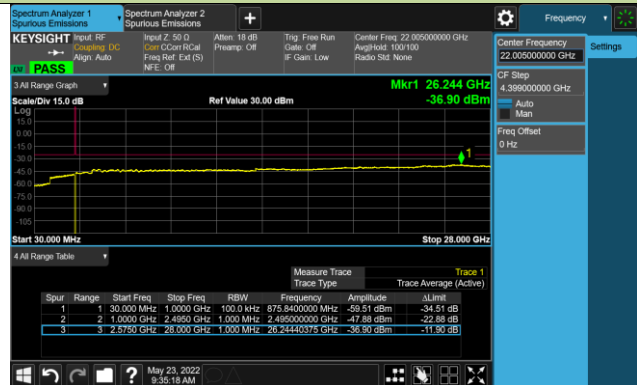 Spectrum Analyzer 1
Spurious Emissions
Spectrum Analyzer 2
Spurious Emissions
+
Frequency
KEYSIGHT
Input: RF
Coupling: DC
Align: Auto
Input Z: 50 Ω
Corr CCorr RCal
Freq Ref: Ext (S)
NFE: Off
Atten: 18 dB
Preamp: Off
Trig: Free Run
Gate: Off
IF Gain: Low
Center Freq: 22.005000000 GHz
Avg|Hold: 100/100
Radio Std: None
PASS
Center Frequency
22.005000000 GHz
Settings
CF Step
4.399000000 GHz
Auto
Man
Freq Offset
0 Hz
3 All Range Graph
Mkr1 26.244 GHz
Scale/Div 15.0 dB
Ref Value 30.00 dBm
-36.90 dBm
Log
15.0
0.00
-15.0
-30.0
-45.0
-60.0
-75.0
-90.0
-105
1
Start 30.000 MHz
Stop 28.000 GHz
4 All Range Table
Measure Trace Trace 1
Trace Type Trace Average (Active)
Spur Range Start Freq Stop Freq RBW Frequency Amplitude ΔLimit
1 1 30.000 MHz 1.0000 GHz 100.0 kHz 875.8400000 MHz -59.51 dBm -34.51 dB
2 2 1.0000 GHz 2.4950 GHz 1.000 MHz 2.495000000 GHz -47.88 dBm -22.88 dB
3 3 2.5750 GHz 28.000 GHz 1.000 MHz 26.24440375 GHz -36.90 dBm -11.90 dB
?
May 23, 2022
9:35:18 AM